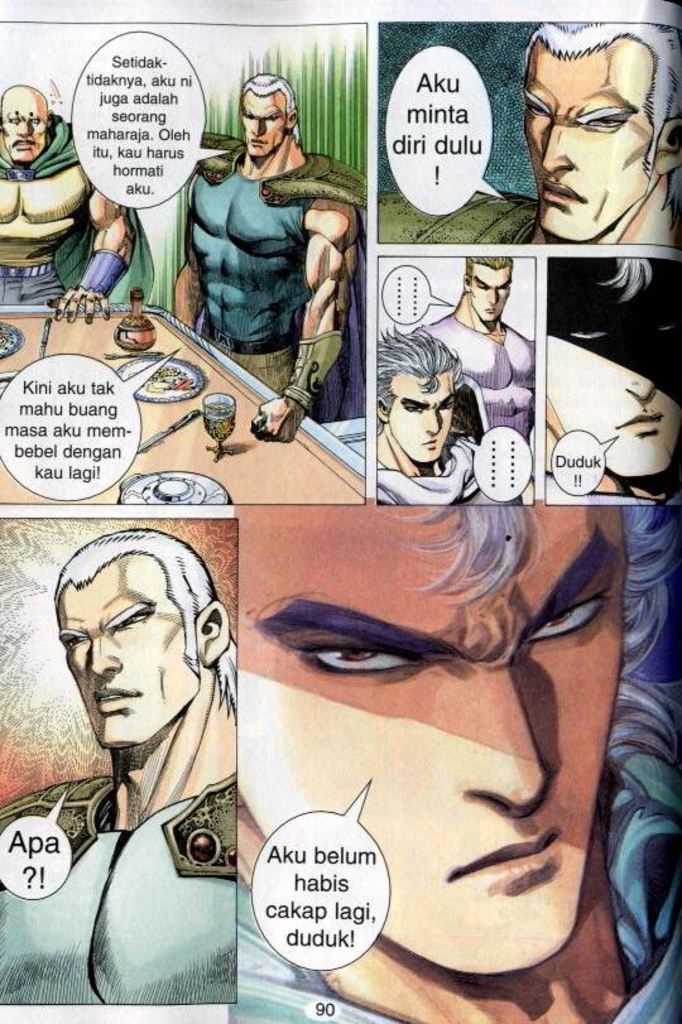 Setidak-
tidaknya, aku ni
juga adalah
seorang
maharaja. Oleh
itu, kau harus
hormati
aku.
Kini aku tak
mahu buang
masa aku mem-
bebel dengan
kau lagi!
Aku
minta
diri dulu
!
Duduk
!!
Apa
?!
Aku belum
habis
cakap lagi,
duduk!
90